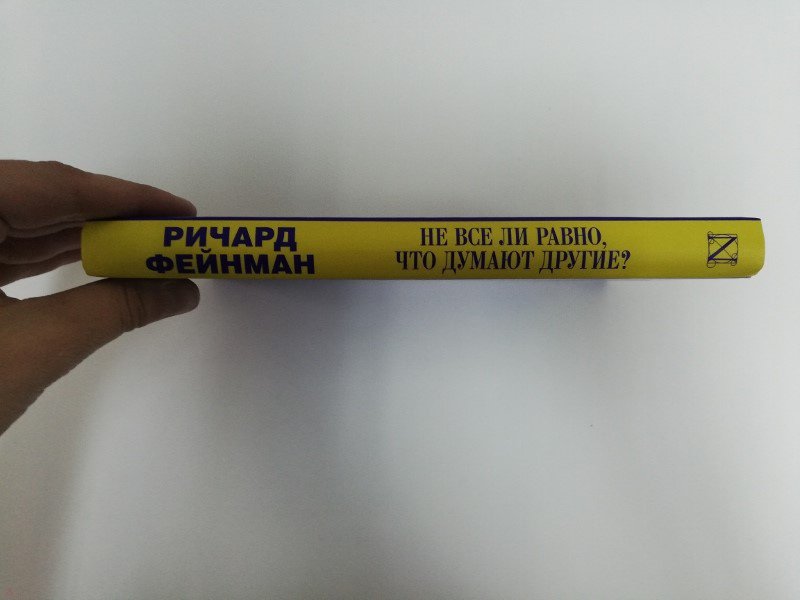 РИЧАРД
ФЕЙНМАН
НЕ ВСЕ ЛИ РАВНО,
ЧТО ДУМАЮТ ДРУГИЕ?